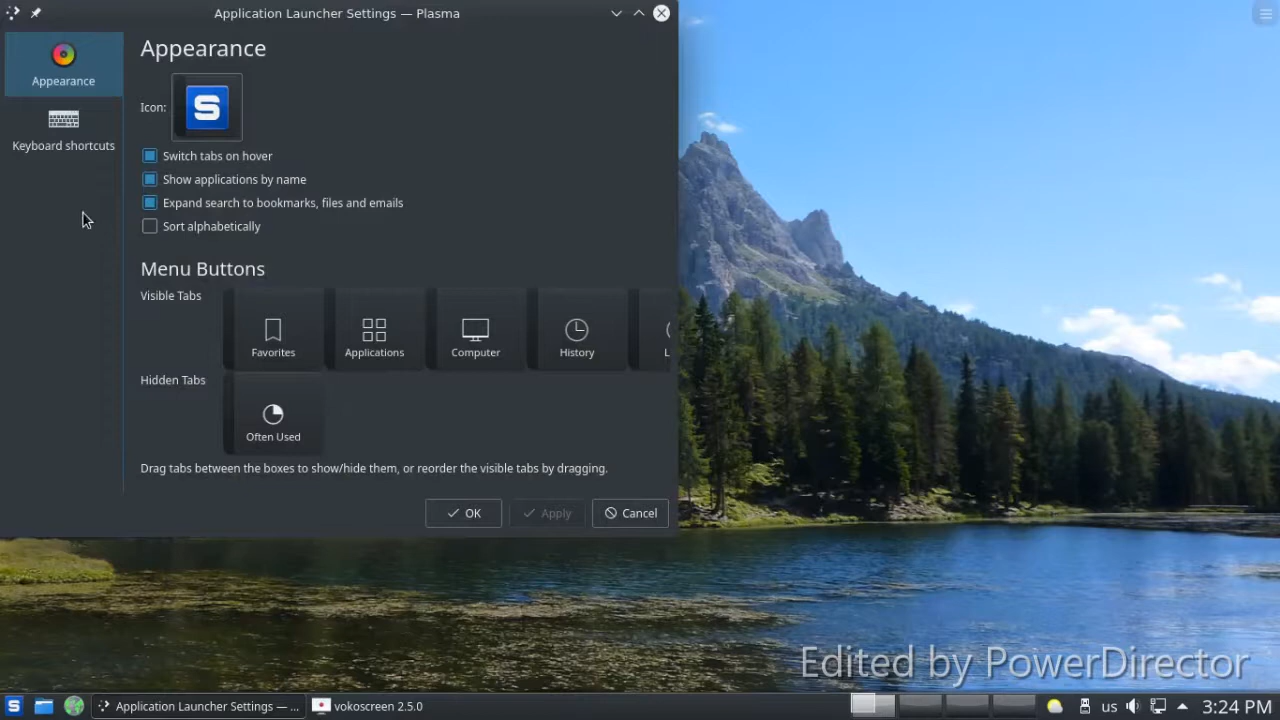 Application Launcher Settings — Plasma
Appearance
Keyboard shortcuts
Appearance
Icon:
S
Switch tabs on hover
Show applications by name
Expand search to bookmarks, files and emails
Sort alphabetically
Menu Buttons
Visible Tabs
Favorites
Applications
Computer
History
L
Hidden Tabs
Often Used
Drag tabs between the boxes to show/hide them, or reorder the visible tabs by dragging.
OK
Apply
Cancel
Edited by PowerDirector
S
Application Launcher Settings — ...
vokoscreen 2.5.0
us
3:24 PM